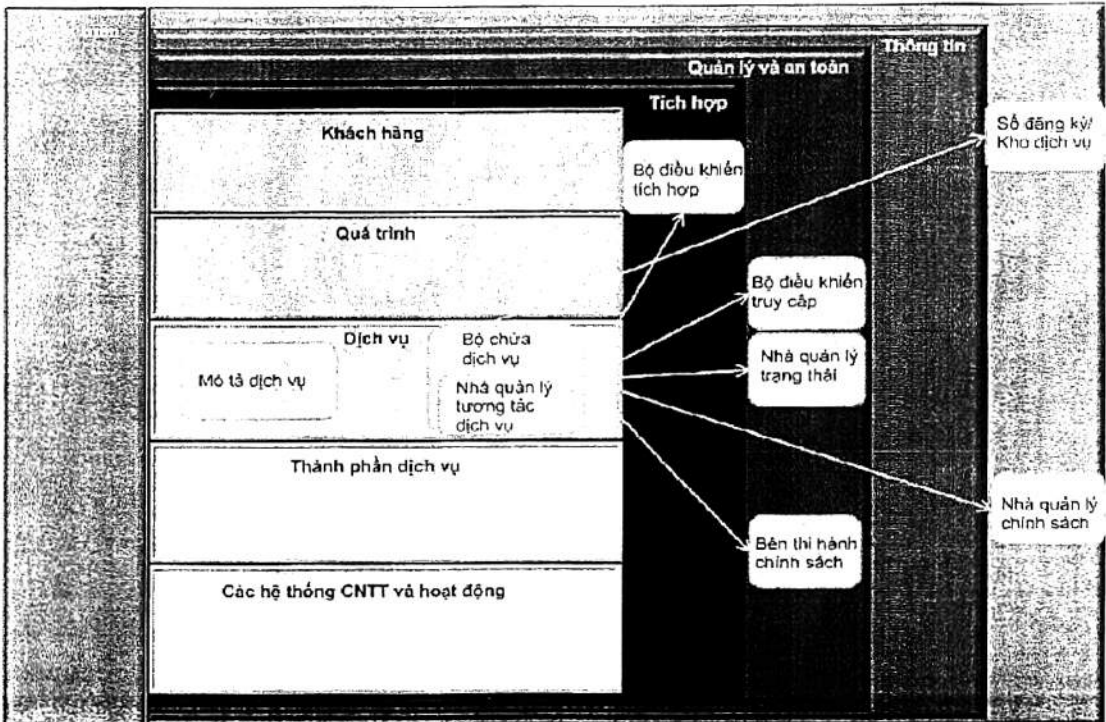 Thông tin
Quản lý và an toàn
Tích hợp
Khách hàng
Số đăng ký/
Kho dịch vụ
Bộ điều khiển
tích hợp
Quá trình
Bộ điều khiển
truy cấp
Dịch vụ
Bộ chứa
dịch vụ
Mô tả dịch vụ
Nhà quản lý
tương tác
dịch vụ
Nhà quản lý
trạng thái
Thành phần dịch vụ
Nhà quản lý
chính sách
Bên thi hành
chính sách
Các hệ thống CNTT và hoạt động